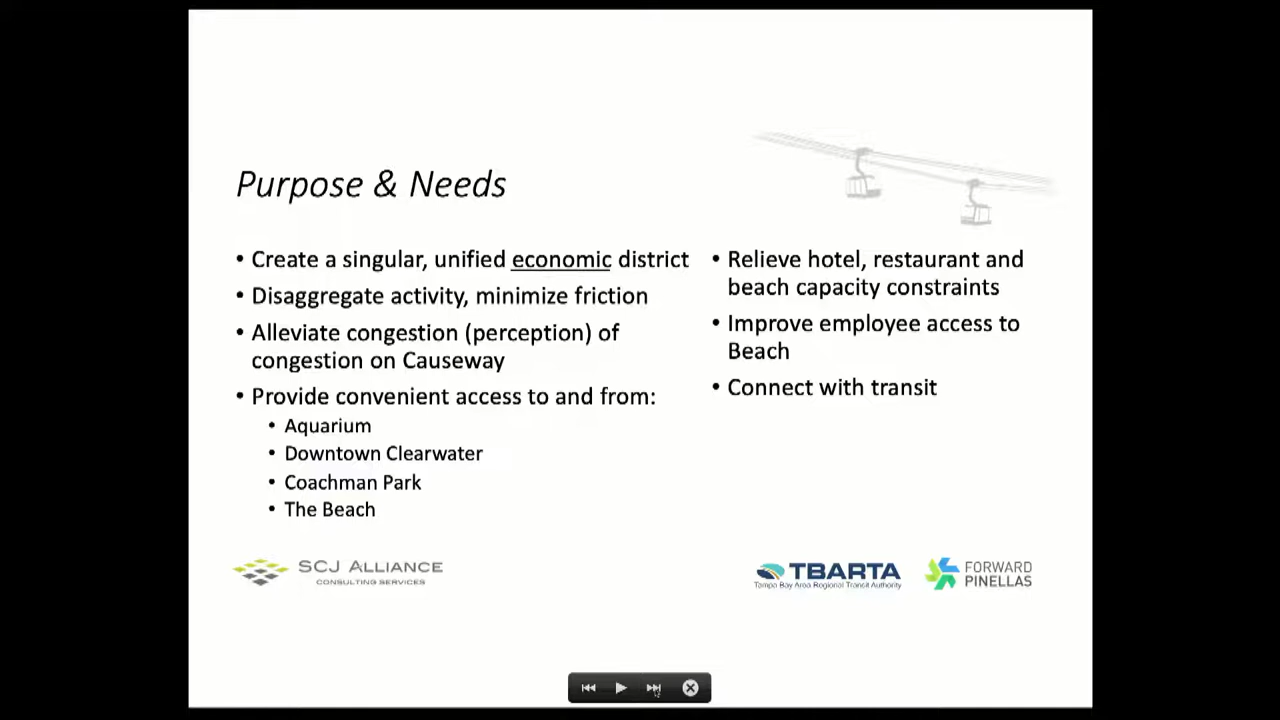 Purpose & Needs
• Create a singular, unified economic district
• Disaggregate activity, minimize friction
• Alleviate congestion (perception) of
congestion on Causeway
• Provide convenient access to and from:
• Aquarium
• Downtown Clearwater
• Coachman Park
• The Beach
• Relieve hotel, restaurant and
beach capacity constraints
• Improve employee access to
Beach
• Connect with transit
SCJ ALLIANCE
CONSULTING SERVICES
TBARTA
Tampa Bay Area Regional Transit Authority
FORWARD
PINELLAS